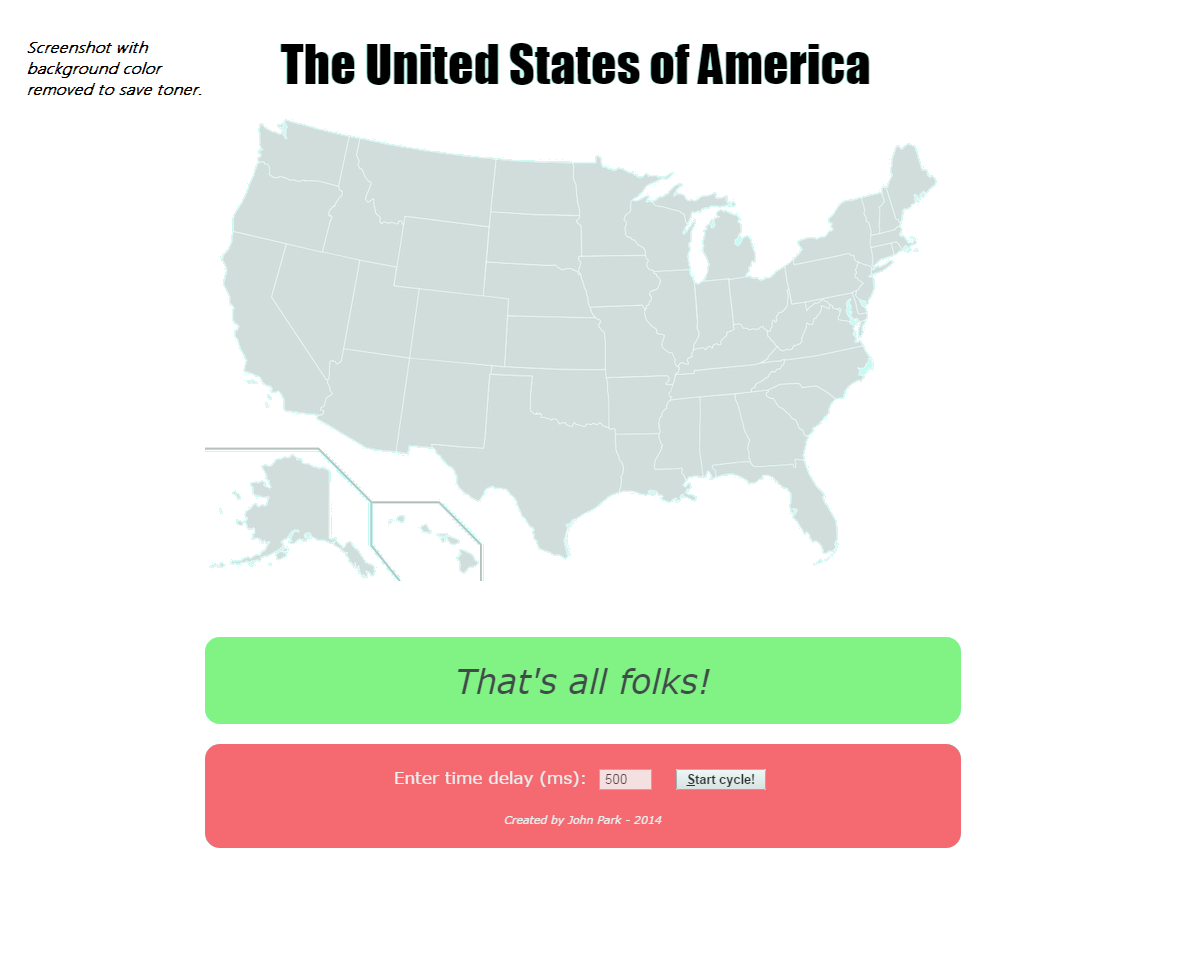 Screenshot with
background color
removed to save toner.
The United States of America
That's all folks!
Enter time delay (ms): 500 Start cycle!
Created by John Park - 2014